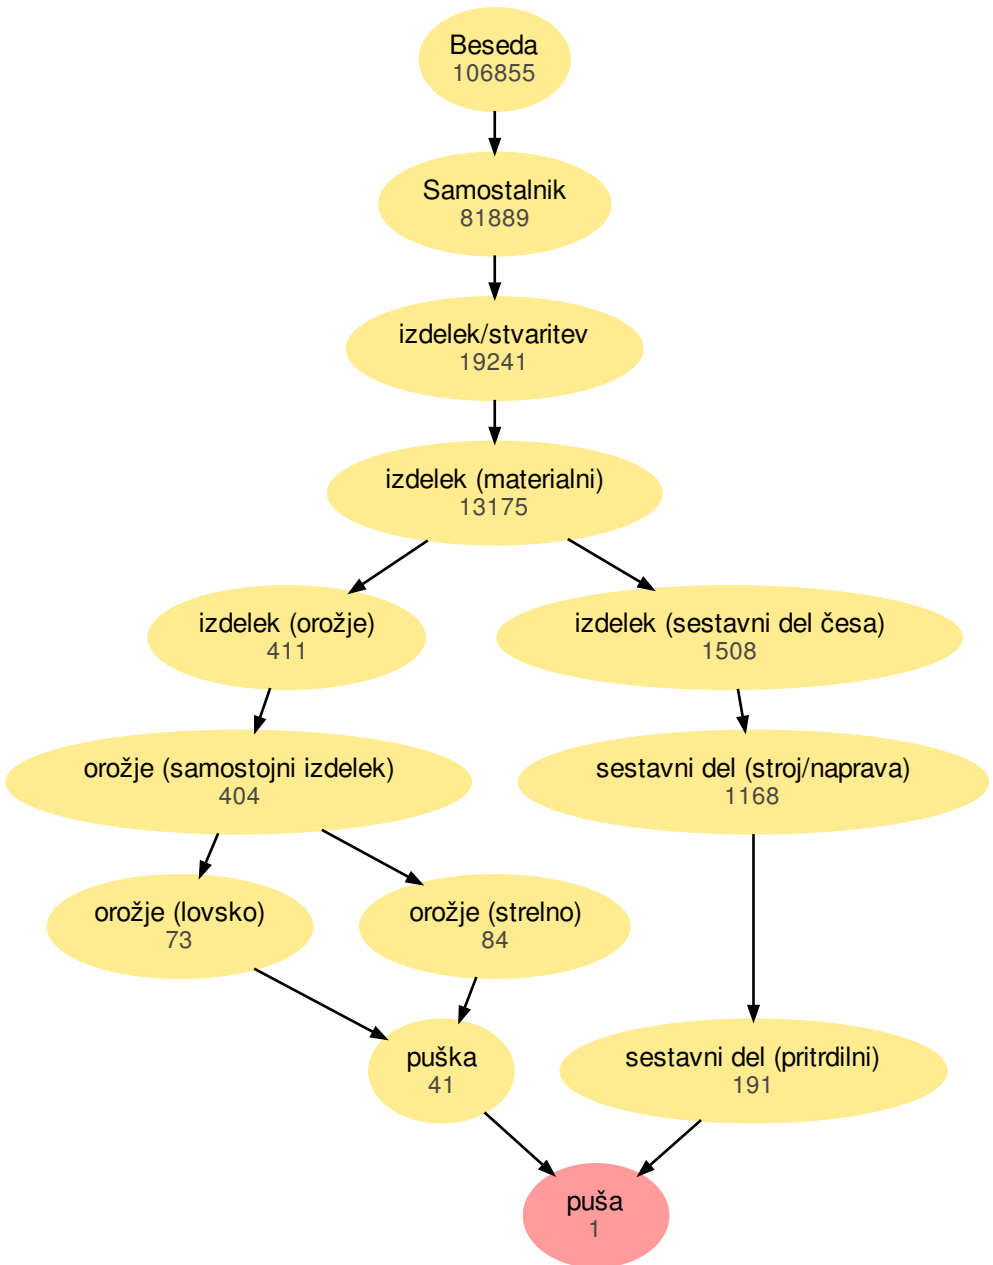 Beseda
106855
Samostalnik
81889
izdelek/stvaritev
19241
izdelek (materialni)
13175
izdelek (orožje)
411
izdelek (sestavni del česa)
1508
orožje (samostojni izdelek)
404
sestavni del (stroj/naprava)
1168
orožje (lovsko)
73
orožje (strelno)
84
puška
41
sestavni del (pritrdilni)
191
puša
1